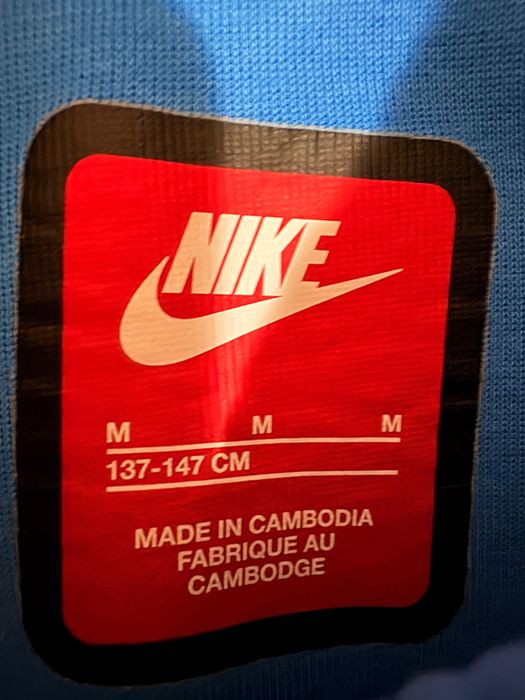 NIKE
M M M
137-147 CM
MADE IN CAMBODIA
FABRIQUE AU
CAMBODGE